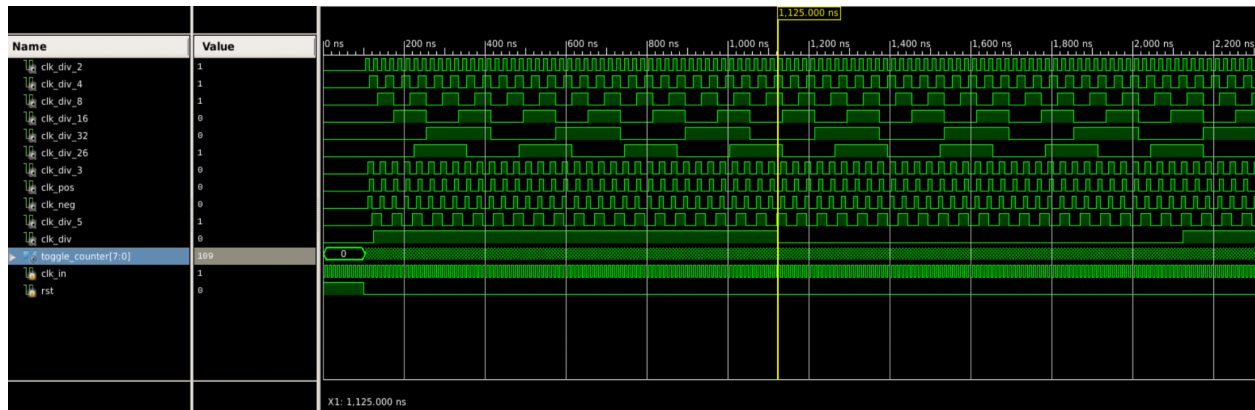 1,125.000 ns
Name Value 0 ns 200 ns 400 ns 600 ns 800 ns 1,000 ns 1,200 ns 1,400 ns 1,600 ns 1,800 ns 2,000 ns 2,200 ns
clk_div_2 1
clk_div_4 1
clk_div_8 1
clk_div_16 0
clk_div_32 0
clk_div_26 1
clk_div_3 0
clk_pos 0
clk_neg 0
clk_div_5 1
clk_div 0
toggle_counter[7:0] 109 0
clk_in 1
rst 0
X1: 1,125.000 ns